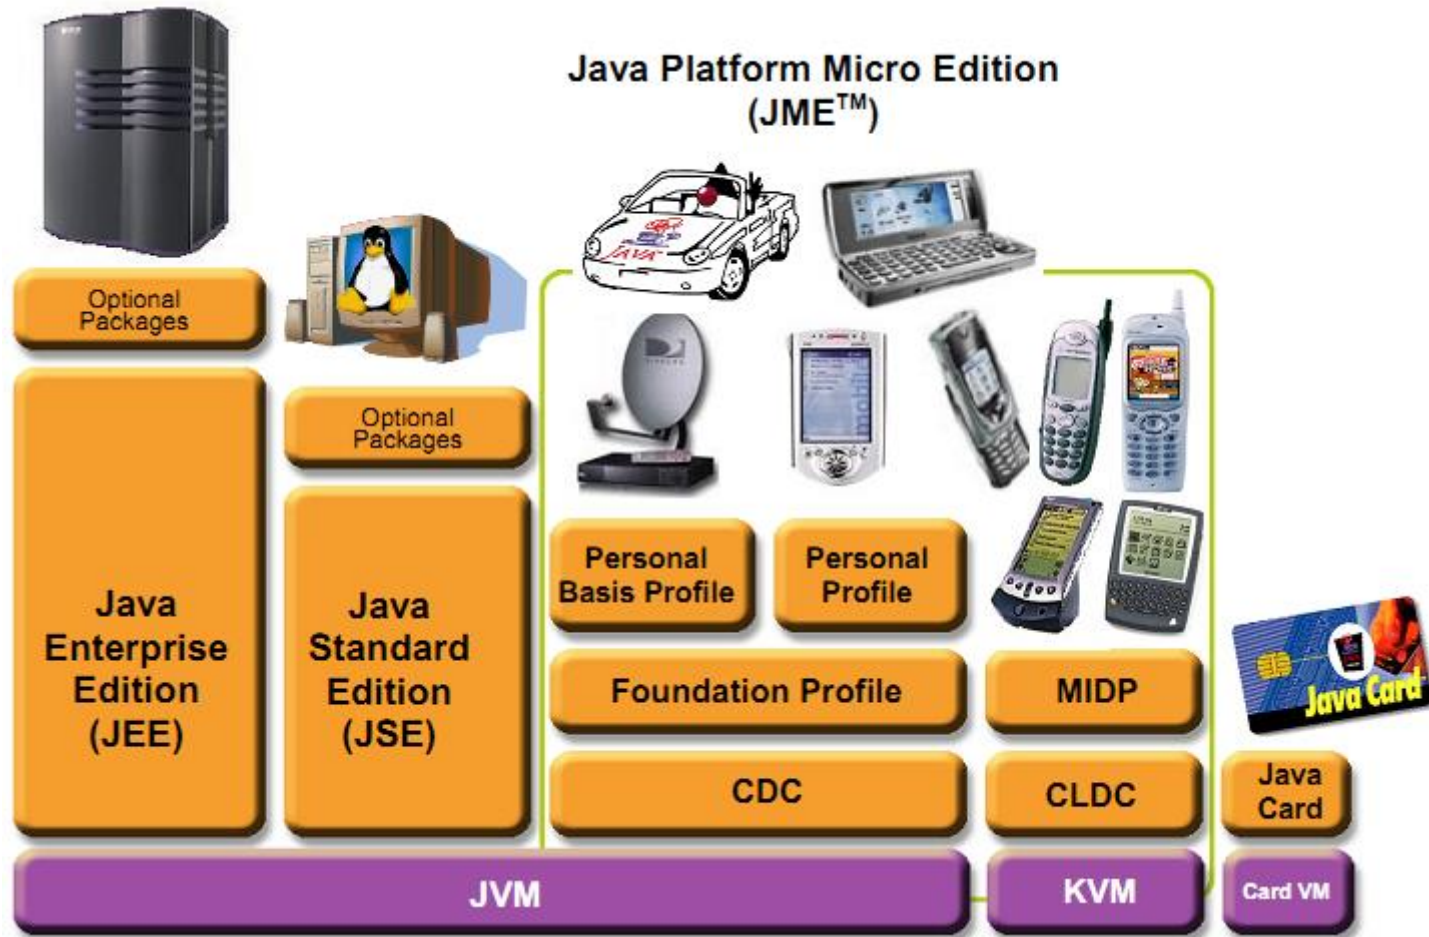 Java Platform Micro Edition
(JME™)
Optional
Packages
Optional
Packages
JAVA
Java
Enterprise
Edition
(JEE)
Java
Standard
Edition
(JSE)
Personal
Basis Profile
Personal
Profile
Foundation Profile
MIDP
CDC
CLDC
Java Card
Java
Card
JVM
KVM
Card VM